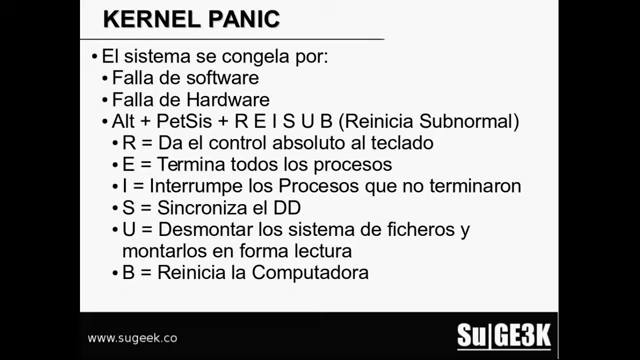 KERNEL PANIC
• El sistema se congela por:
• Falla de software
• Falla de Hardware
• Alt + PetSis + R E I S U B (Reinicia Subnormal)
• R = Da el control absoluto al teclado
• E = Termina todos los procesos
• I = Interrumpe los Procesos que no terminaron
• S = Sincroniza el DD
• U = Desmontar los sistema de ficheros y
montarlos en forma lectura
• B = Reinicia la Computadora
www.sugeek.co
Su|GE3K